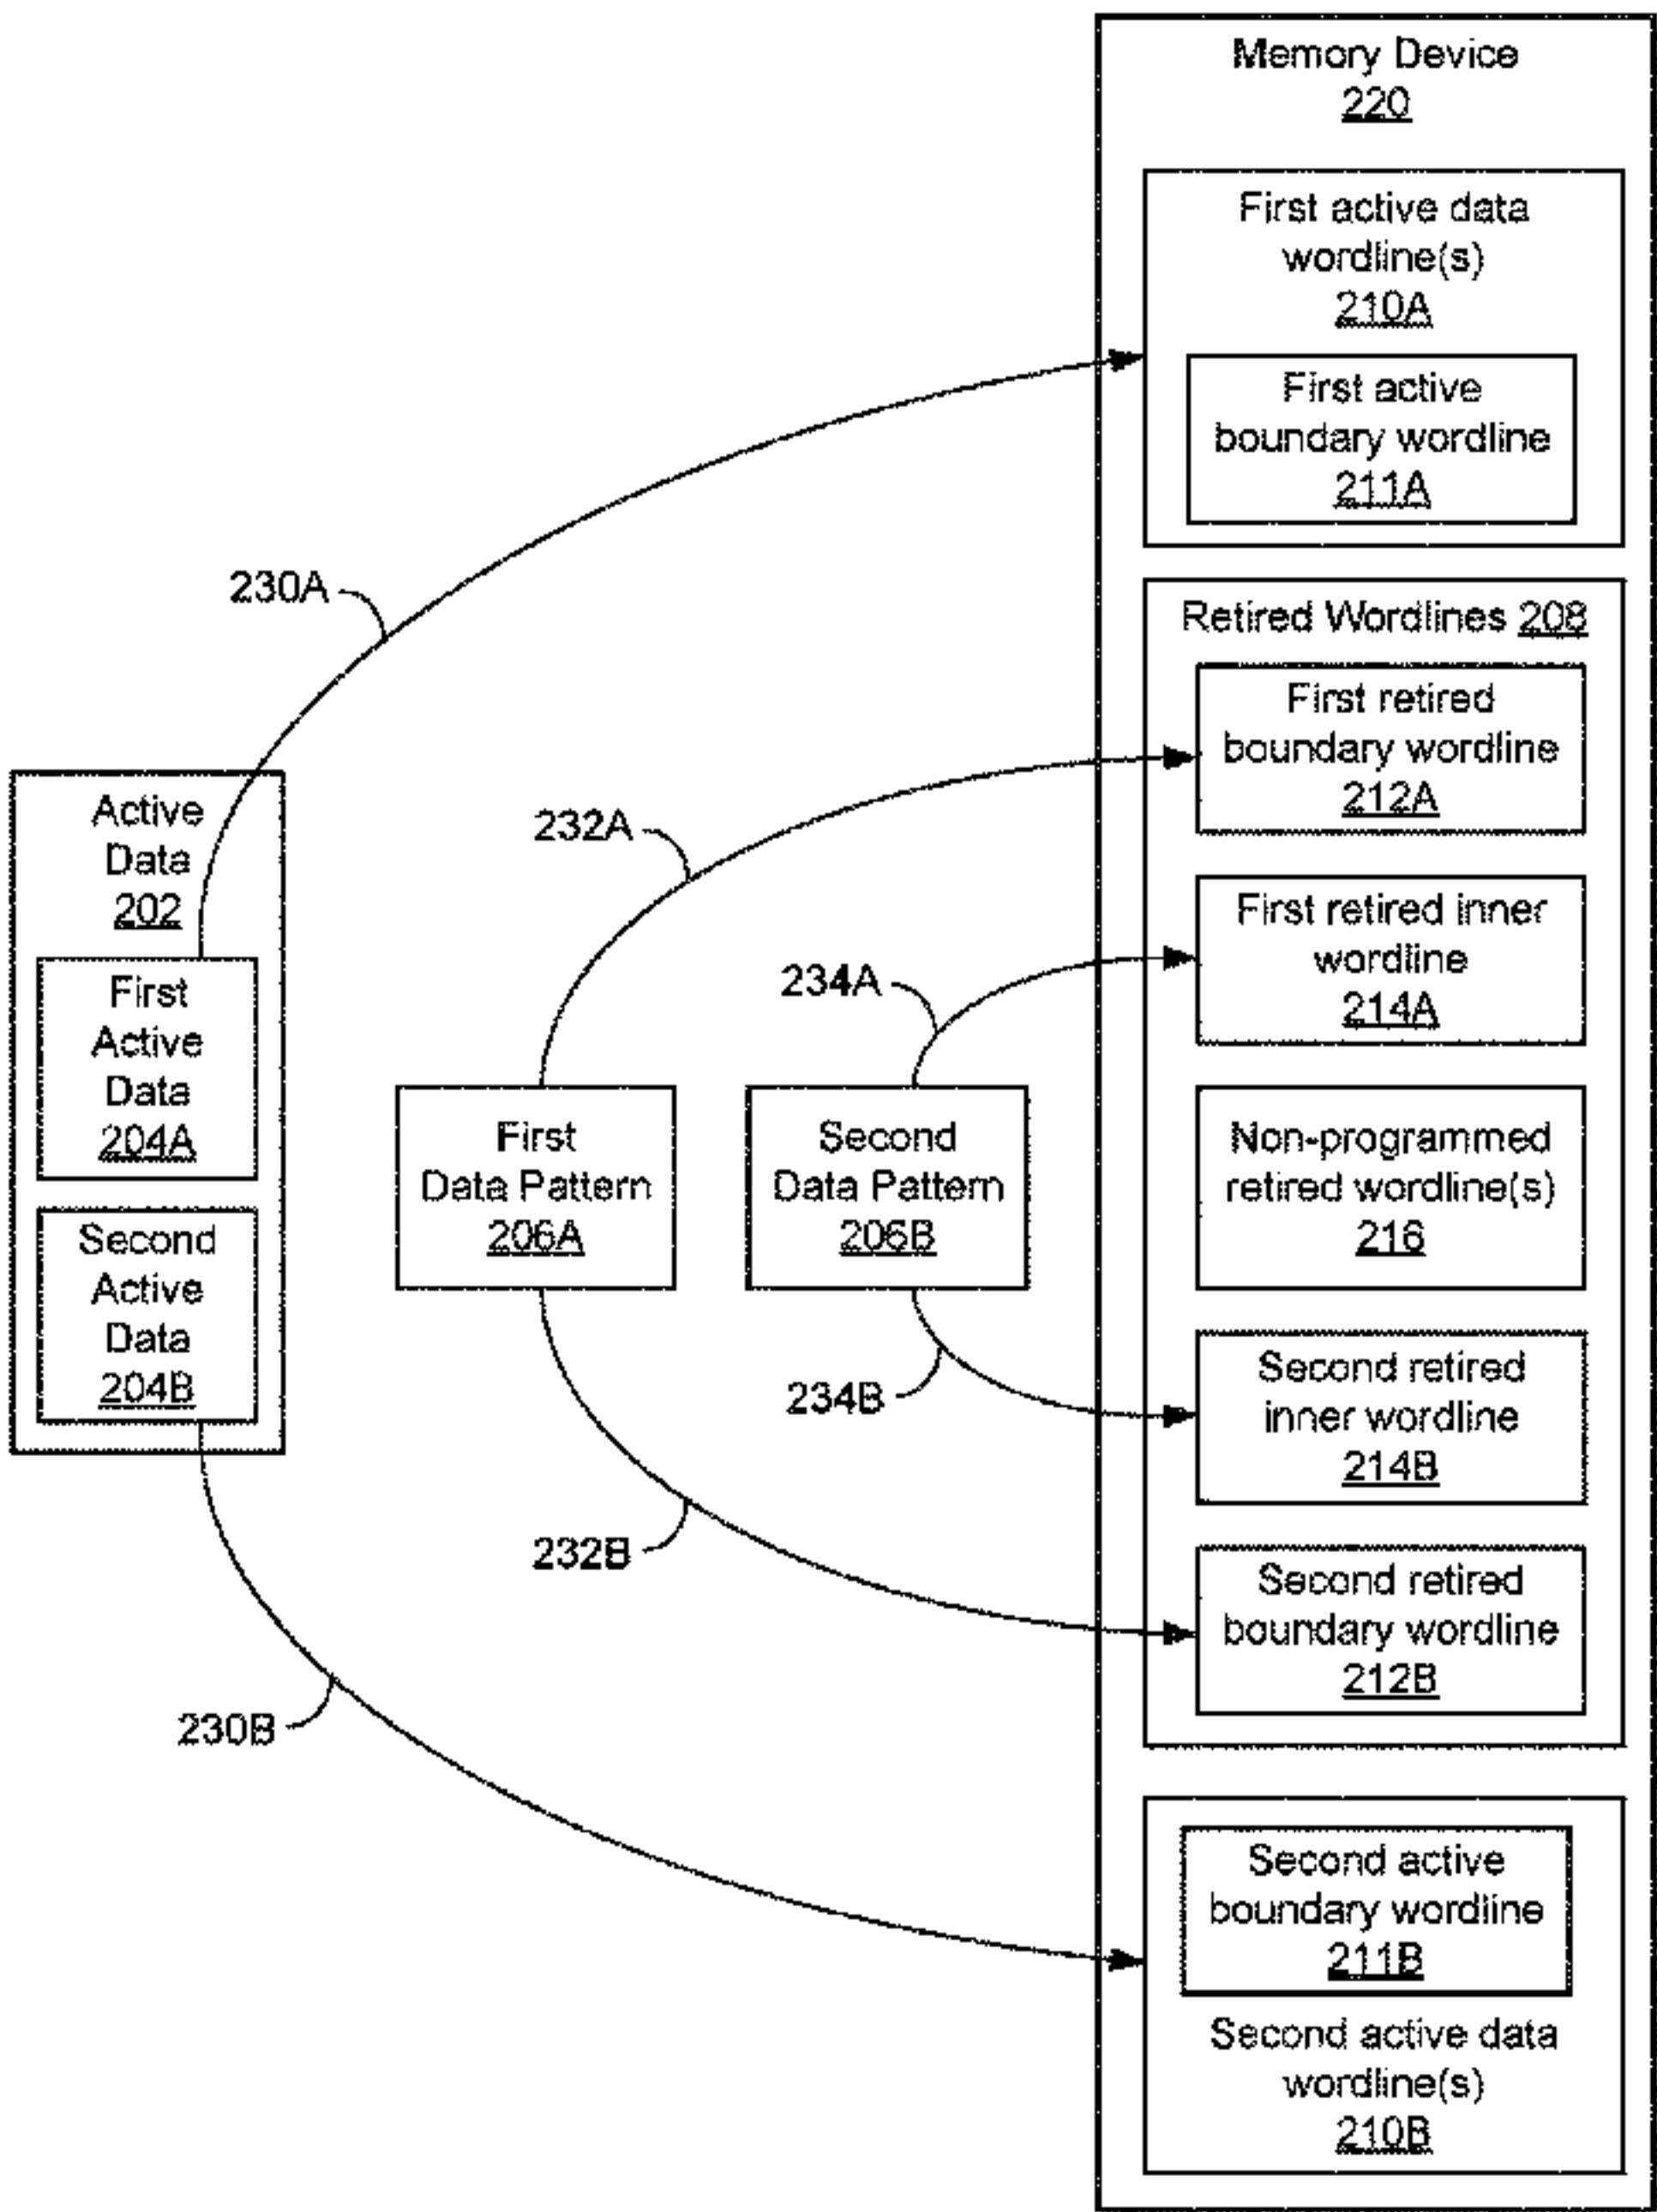 Memory Device
220
First active data
wordline(s)
210A
First active
boundary wordline
211A
230A
Retired Wordlines 208
First retired
boundary wordline
212A
232A
Active
Data
202
First retired inner
wordline
214A
234A
First
Active
Data
204A
First
Data Pattern
206A
Second
Data Pattern
206B
Non-programmed
retired wordline(s)
216
Second
Active
Data
204B
234B
Second retired
inner wordline
214B
232B
Second retired
boundary wordline
212B
230B
Second active
boundary wordline
211B
Second active data
wordline(s)
210B